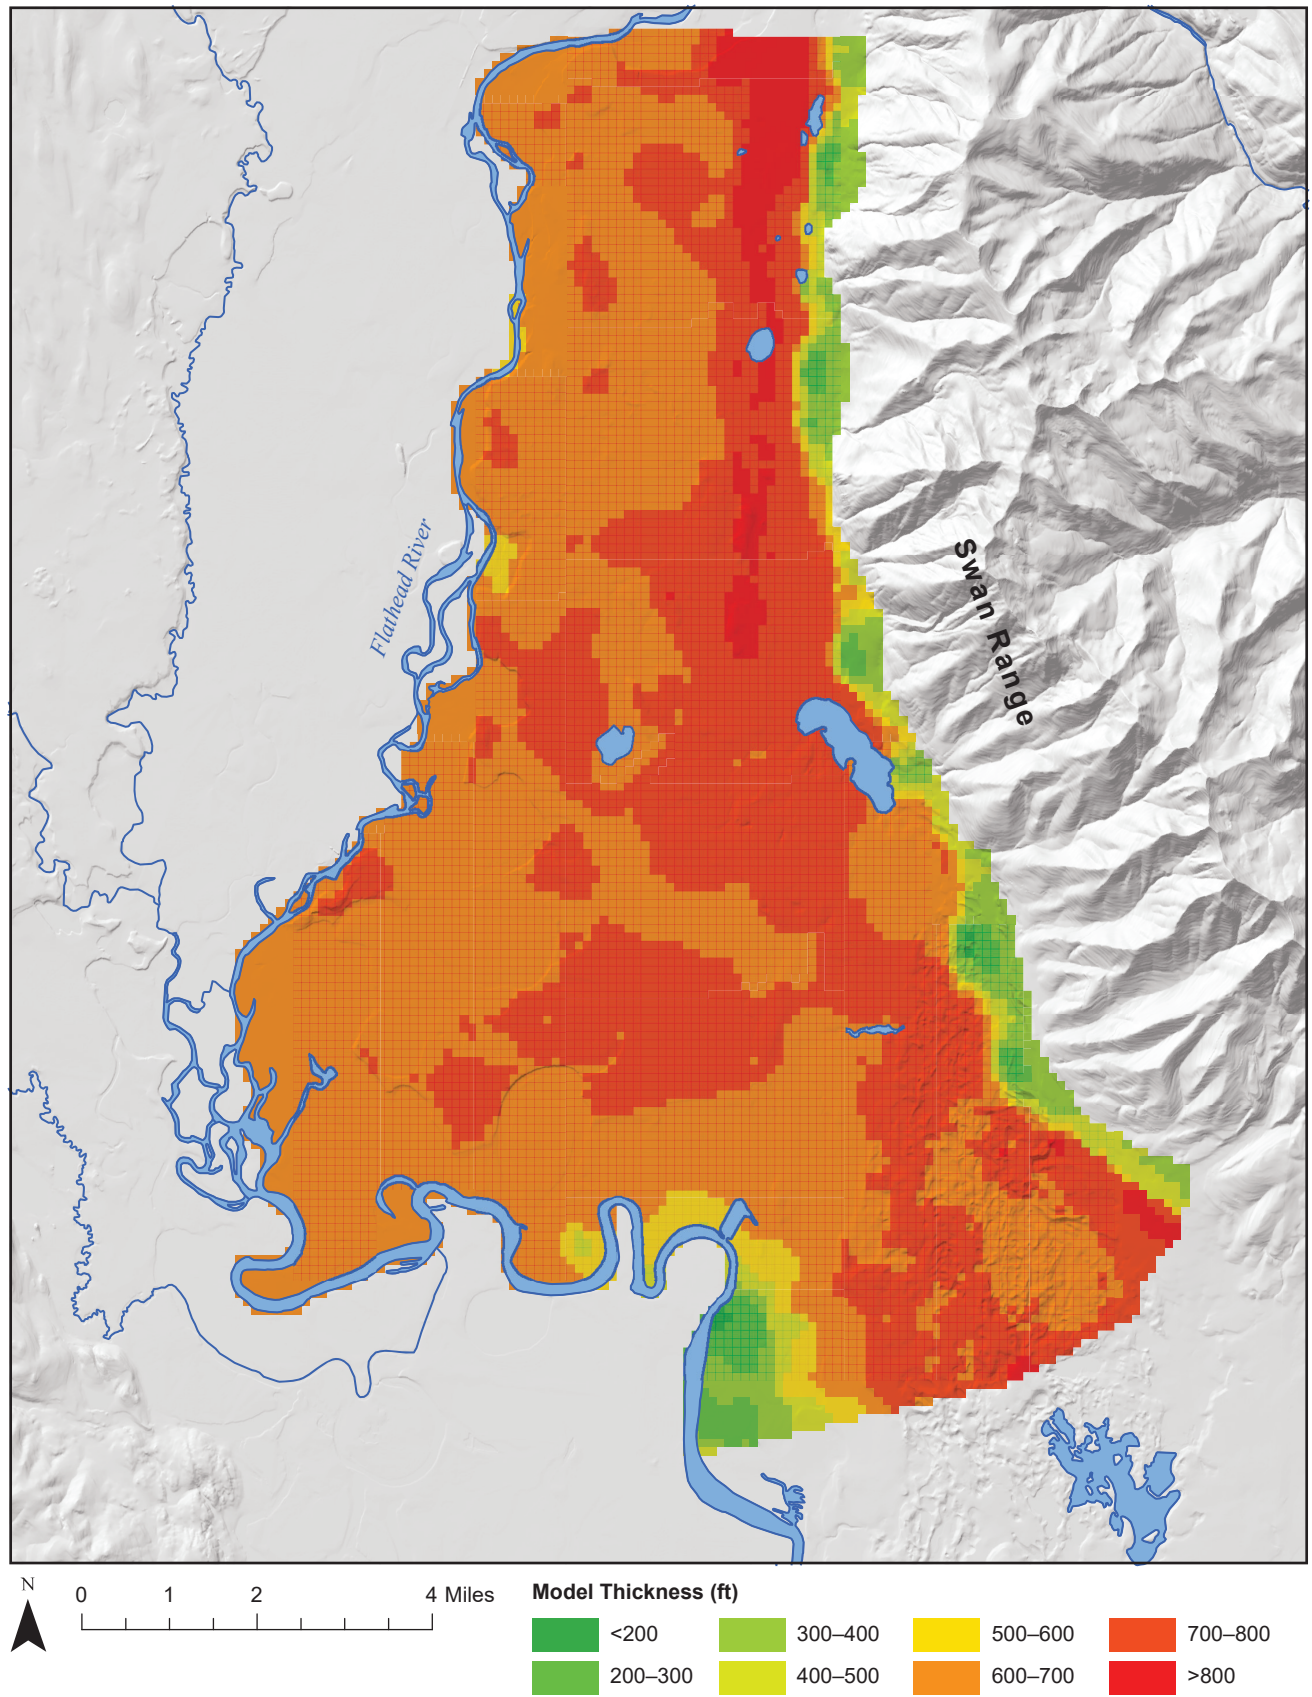 Flathead River
Swan Range
N
0 1 2 4 Miles
Model Thickness (ft)
<200 300–400 500–600 700–800
200–300 400–500 600–700 >800